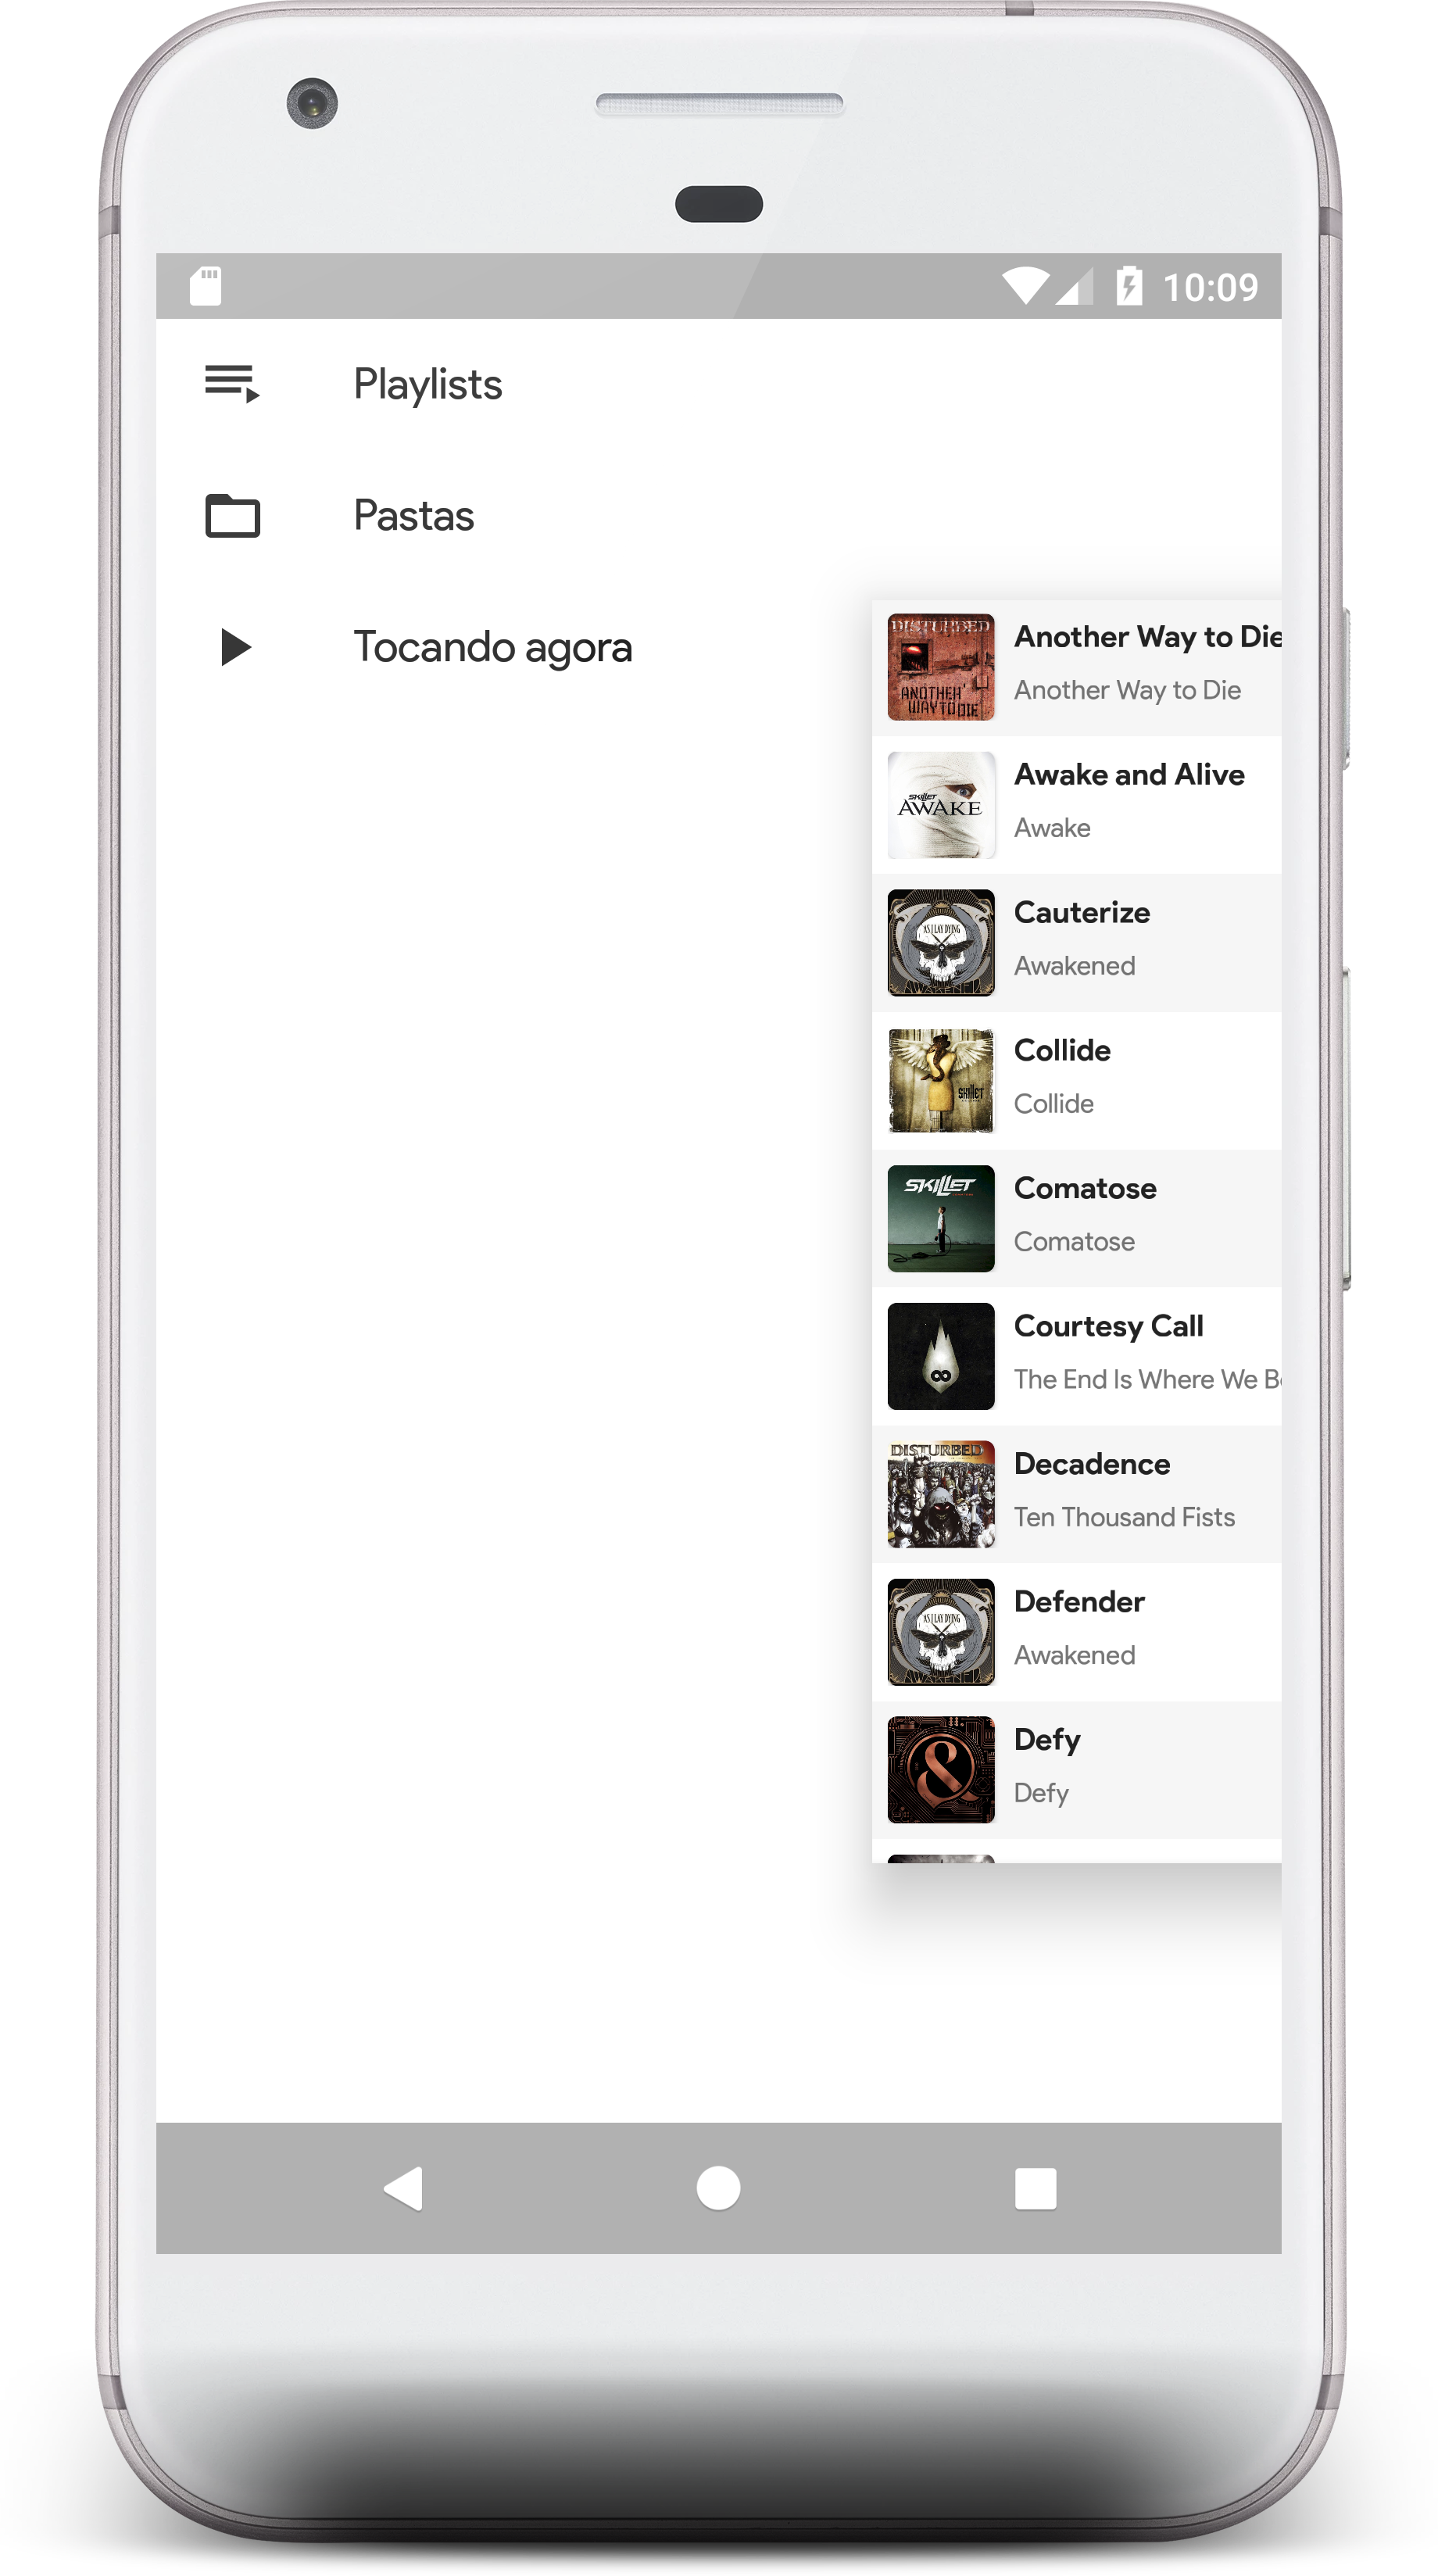 10:09
Playlists
Pastas
Tocando agora
DISTURBED
ANOTHER
WAY TO DIE
Another Way to Die
Another Way to Die
SKILLET
AWAKE
Awake and Alive
Awake
AS I LAY DYING
AWAKENED
Cauterize
Awakened
SKILLET
Collide
Collide
SKILLET
Comatose
Comatose
Courtesy Call
The End Is Where We B
DISTURBED
Decadence
Ten Thousand Fists
AS I LAY DYING
AWAKENED
Defender
Awakened
&
Defy
Defy